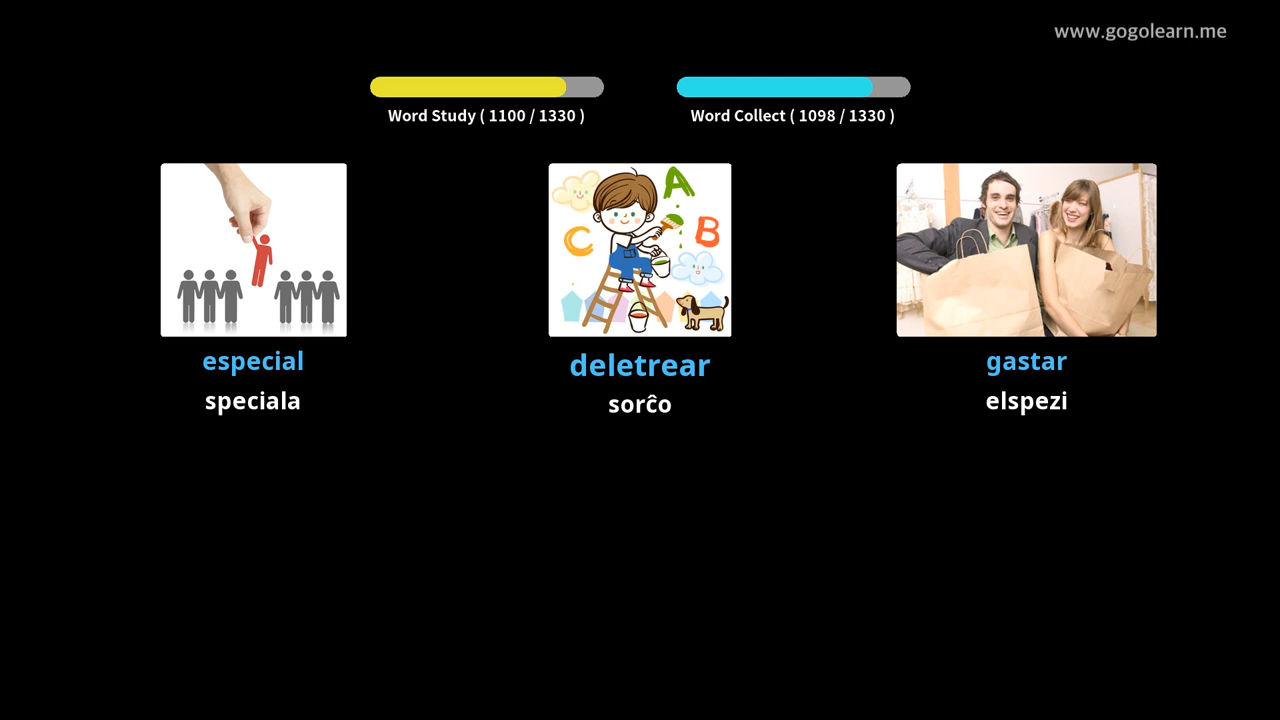 www.gogolearn.me
Word Study ( 1100 / 1330 )
Word Collect ( 1098 / 1330 )
A
B
C
especial
deletrear
gastar
speciala
sorĉo
elspezi